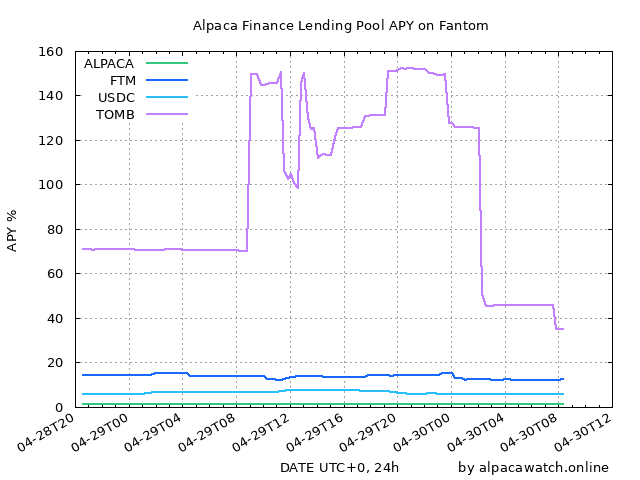 Alpaca Finance Lending Pool APY on Fantom
160
140
120
100
80
60
40
20
0
APY %
ALPACA
FTM
USDC
TOMB
04-28T20
04-29T00
04-29T04
04-29T08
04-29T12
04-29T16
04-29T20
04-30T00
04-30T04
04-30T08
04-30T12
DATE UTC+0, 24h
by alpacawatch.online